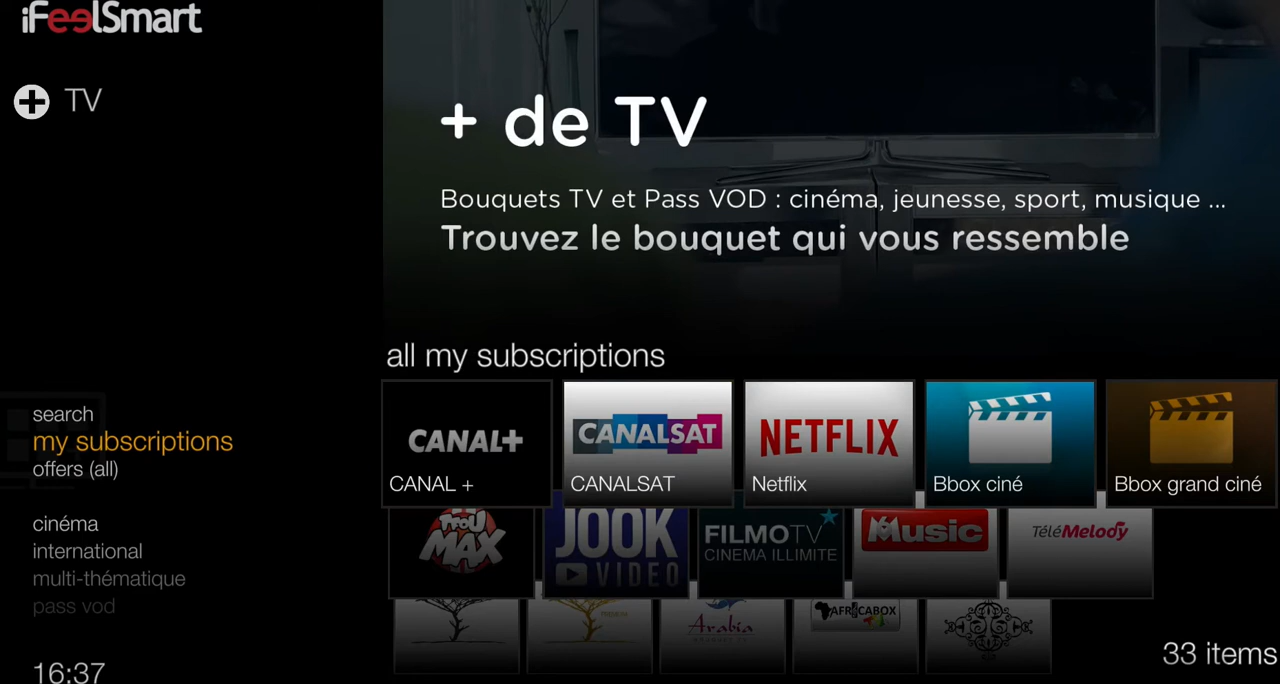 iFeelSmart
TV
+ de TV
Bouquets TV et Pass VOD : cinéma, jeunesse, sport, musique ...
Trouvez le bouquet qui vous ressemble
search
my subscriptions
offers (all)
cinéma
international
multi-thématique
pass vod
16:37
all my subscriptions
CANAL+
CANAL +
CANALSAT
CANALSAT
NETFLIX
Netflix
Bbox ciné
Bbox grand ciné
TFOU
MAX
JOOK
VIDEO
FILMOTV
CINEMA ILLIMITE
M6 Music
TéléMelody
PREMIUM
Arabia
AFRICABOX
33 items